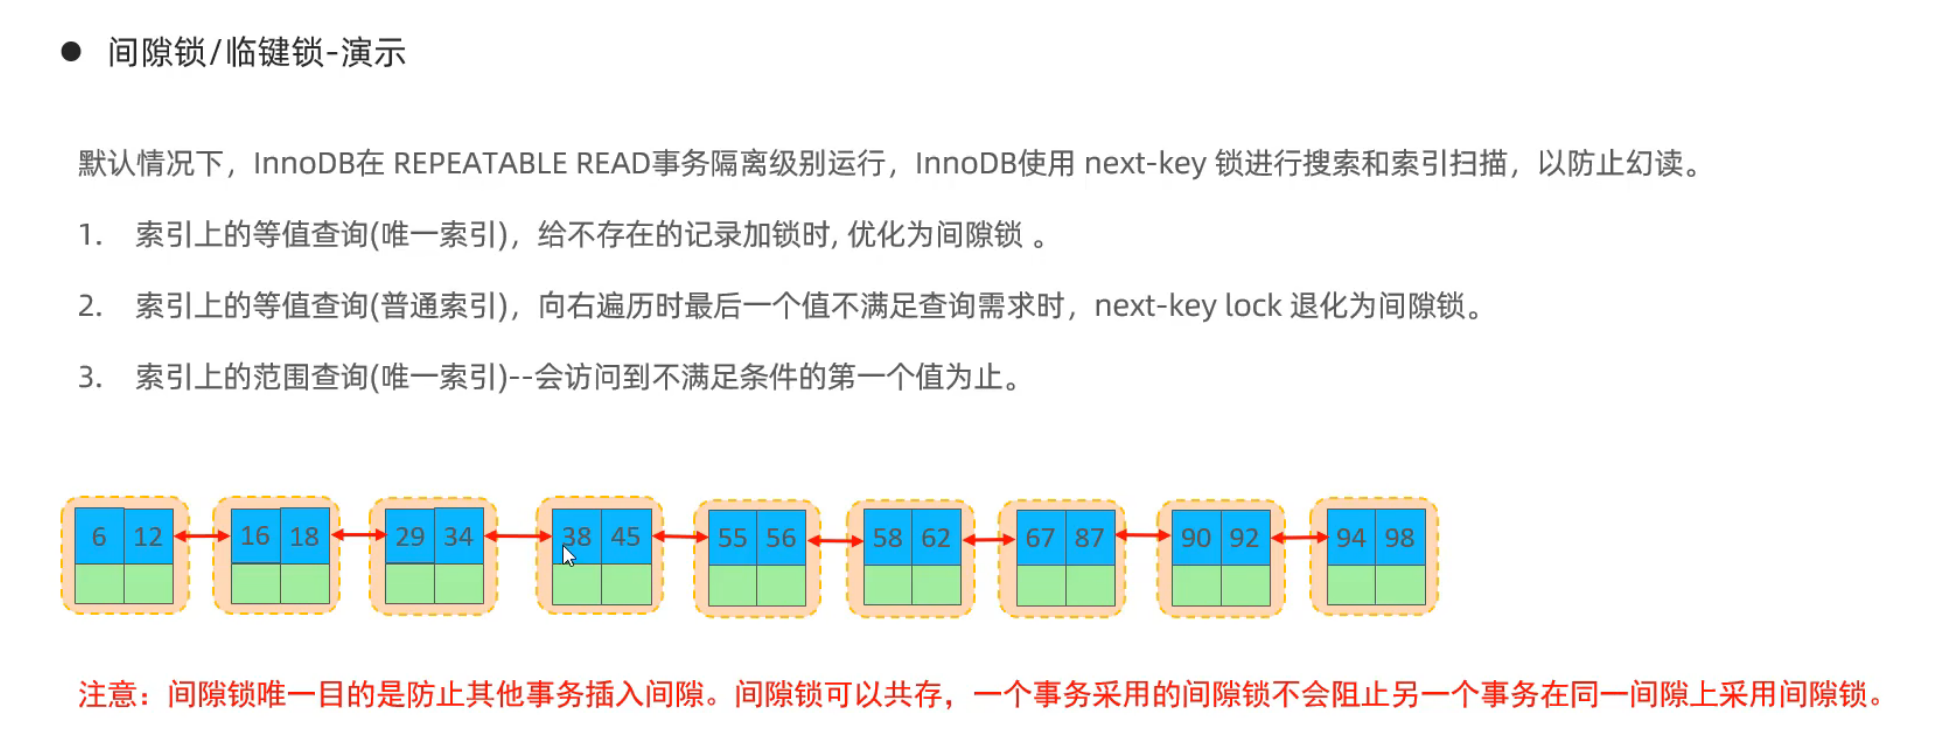 ● 间隙锁/临键锁-演示
默认情况下，InnoDB在 REPEATABLE READ事务隔离级别运行，InnoDB使用 next-key 锁进行搜索和索引扫描，以防止幻读。
1. 索引上的等值查询(唯一索引)，给不存在的记录加锁时, 优化为间隙锁 。
2. 索引上的等值查询(普通索引)，向右遍历时最后一个值不满足查询需求时，next-key lock 退化为间隙锁。
3. 索引上的范围查询(唯一索引)--会访问到不满足条件的第一个值为止。
6 12 16 18 29 34 38 45 55 56 58 62 67 87 90 92 94 98
注意：间隙锁唯一目的是防止其他事务插入间隙。间隙锁可以共存，一个事务采用的间隙锁不会阻止另一个事务在同一间隙上采用间隙锁。